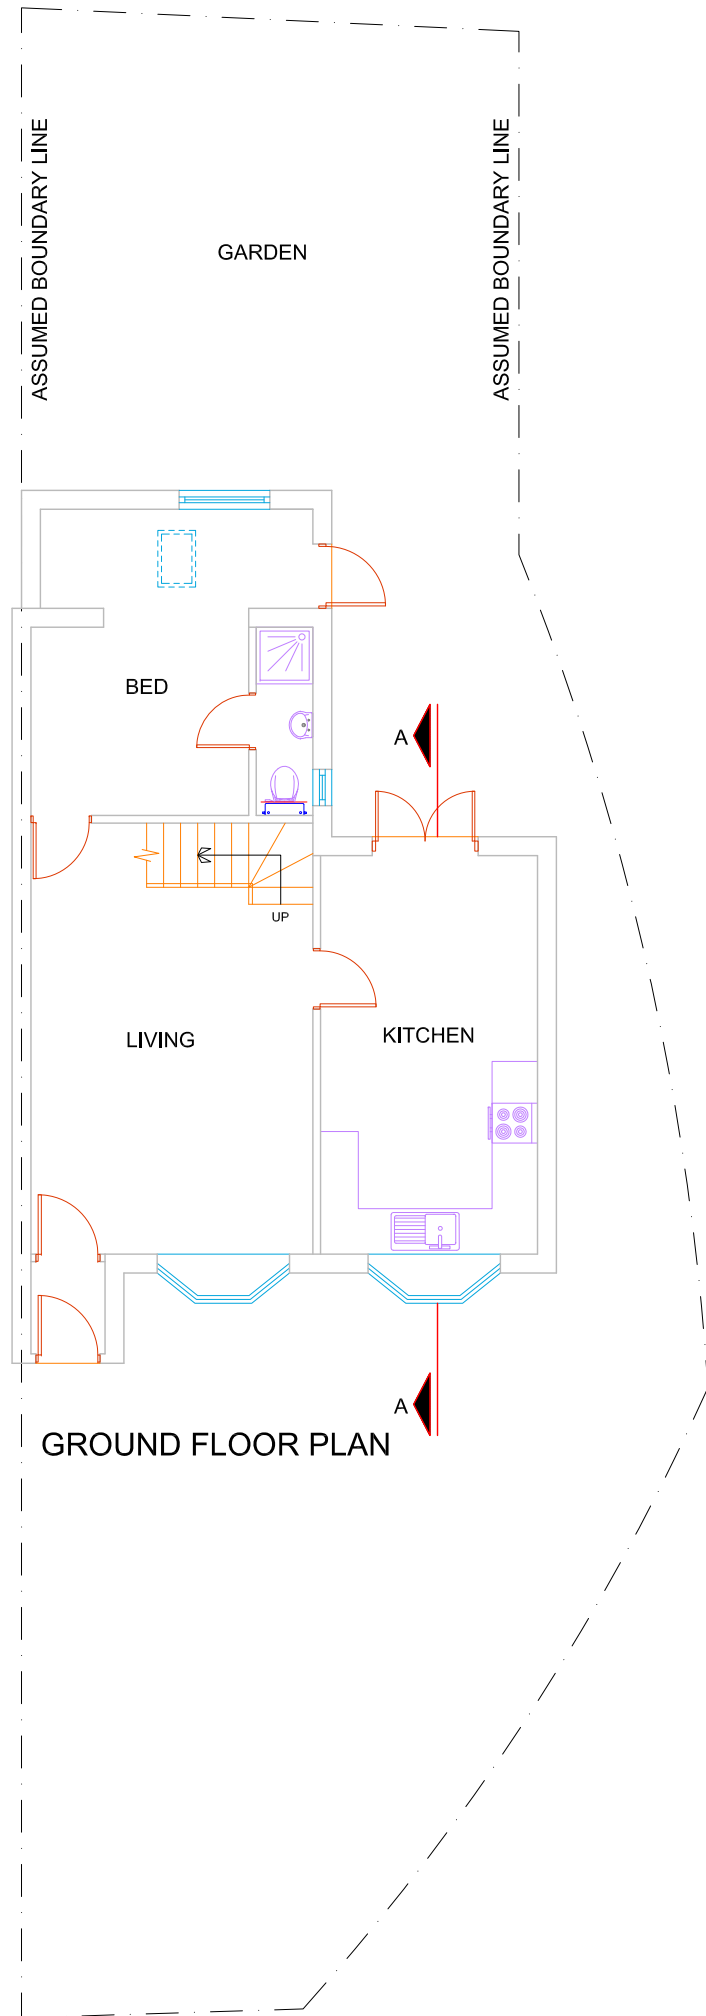 ASSUMED BOUNDARY LINE
ASSUMED BOUNDARY LINE
GARDEN
BED
A
UP
LIVING
KITCHEN
A
GROUND FLOOR PLAN